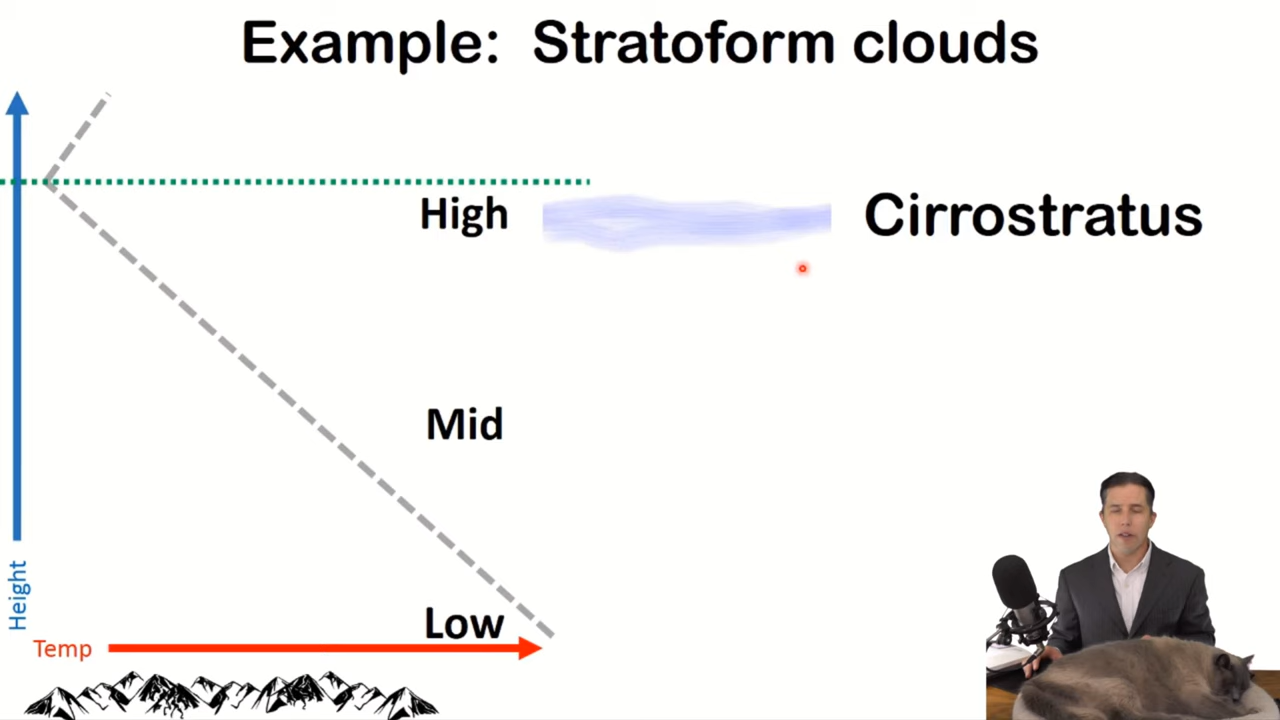 Example: Stratoform clouds
High
Cirrostratus
Mid
Low
Height
Temp